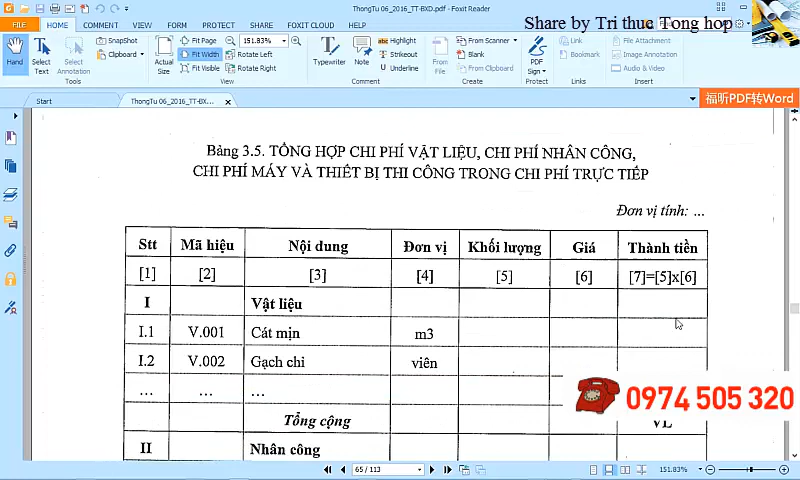 ThongTu 06_2016_TT-BXD.pdf - Foxit Reader
Share by Tri thuc Tong hop
FILE HOME COMMENT VIEW FORM PROTECT SHARE FOXIT CLOUD HELP
Hand
Select Text
Select Annotation
SnapShot
Clipboard
Tools
Actual Size
Fit Page
Fit Width
Fit Visible
151.83%
Rotate Left
Rotate Right
View
Typewriter
Note
Highlight
Strikeout
Underline
Comment
From File
From Scanner
Blank
From Clipboard
Create
PDF Sign
Protect
Link
Bookmark
Links
File Attachment
Image Annotation
Audio & Video
Insert
Start
ThongTu 06_2016_TT-BX...
福昕PDF转Word
Bảng 3.5. TỔNG HỢP CHI PHÍ VẬT LIỆU, CHI PHÍ NHÂN CÔNG,
CHI PHÍ MÁY VÀ THIẾT BỊ THI CÔNG TRONG CHI PHÍ TRỰC TIẾP
Đơn vị tính: ...
Stt Mã hiệu Nội dung Đơn vị Khối lượng Giá Thành tiền
[1] [2] [3] [4] [5] [6] [7]=[5]x[6]
I Vật liệu
I.1 V.001 Cát mịn m3
I.2 V.002 Gạch chỉ viên
... ... ...
0974 505 320
Tổng cộng VL
II Nhân công
65 / 113
151.83%